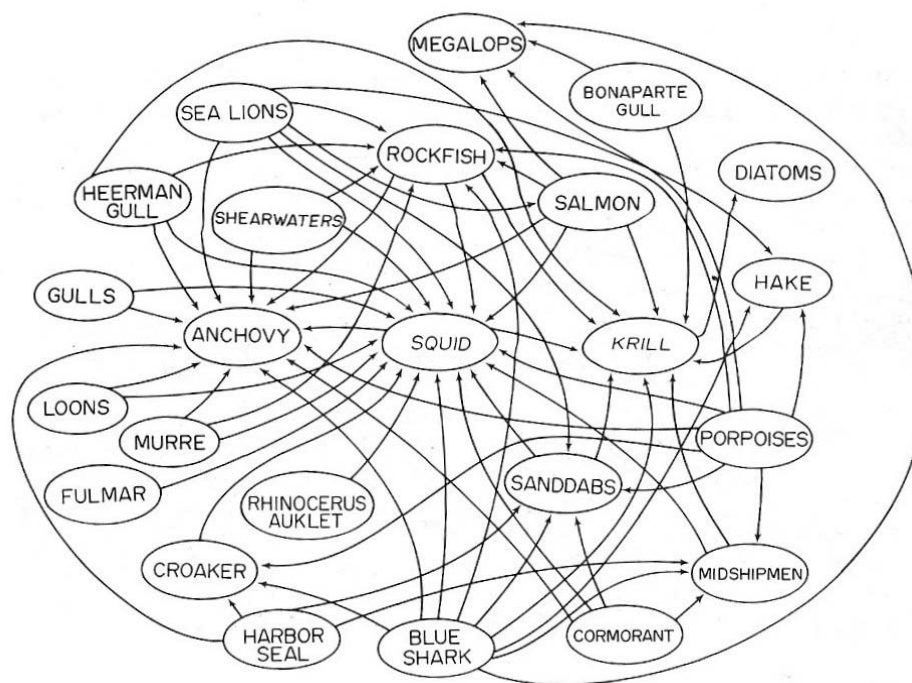 MEGALOPS
BONAPARTE
GULL
SEA LIONS
ROCKFISH
DIATOMS
HEERMAN
GULL
SHEARWATERS
SALMON
HAKE
GULLS
ANCHOVY
SQUID
KRILL
LOONS
MURRE
PORPOISES
FULMAR
RHINOCERUS
AUKLET
SANDDABS
CROAKER
MIDSHIPMEN
HARBOR
SEAL
BLUE
SHARK
CORMORANT